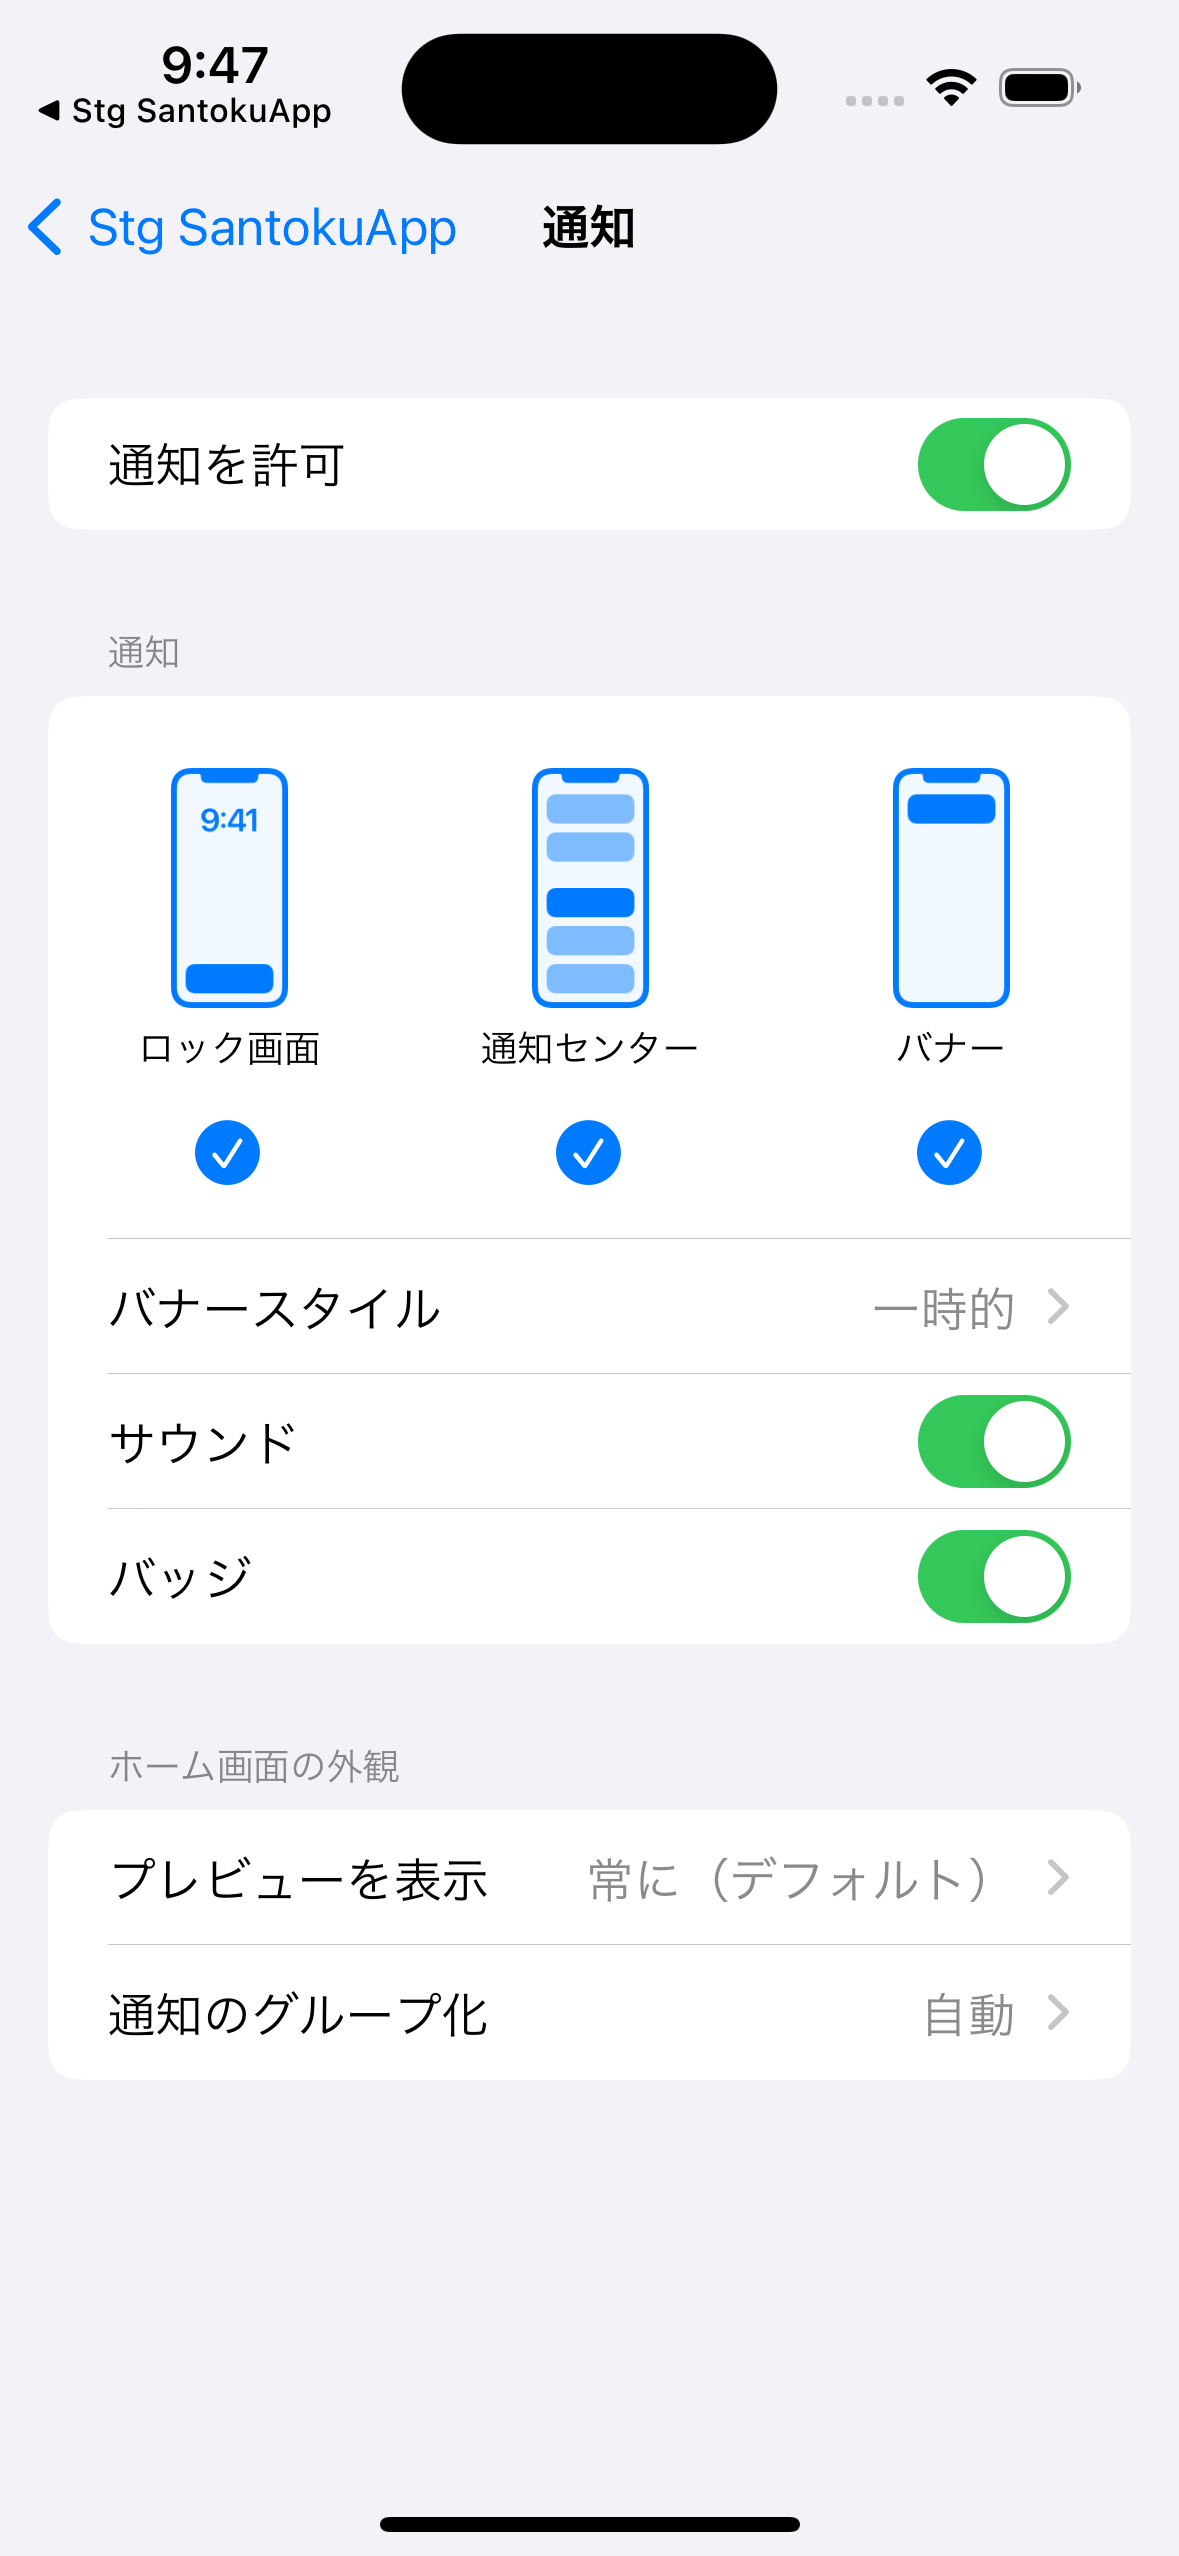 9:47
◀ Stg SantokuApp
Stg SantokuApp 通知
通知を許可
通知
9:41
ロック画面 通知センター バナー
バナースタイル 一時的
サウンド
バッジ
ホーム画面の外観
プレビューを表示 常に（デフォルト）
通知のグループ化 自動